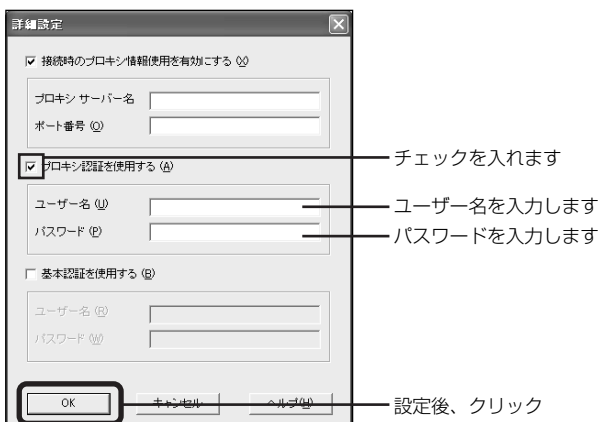 詳細設定
接続時のプロキシ情報使用を有効にする (X)
プロキシ サーバー名
ポート番号 (O)
プロキシ認証を使用する (A)
チェックを入れます
ユーザー名 (U)
ユーザー名を入力します
パスワード (P)
パスワードを入力します
基本認証を使用する (B)
ユーザー名 (R)
パスワード (W)
OK
キャンセル
ヘルプ(H)
設定後、クリック